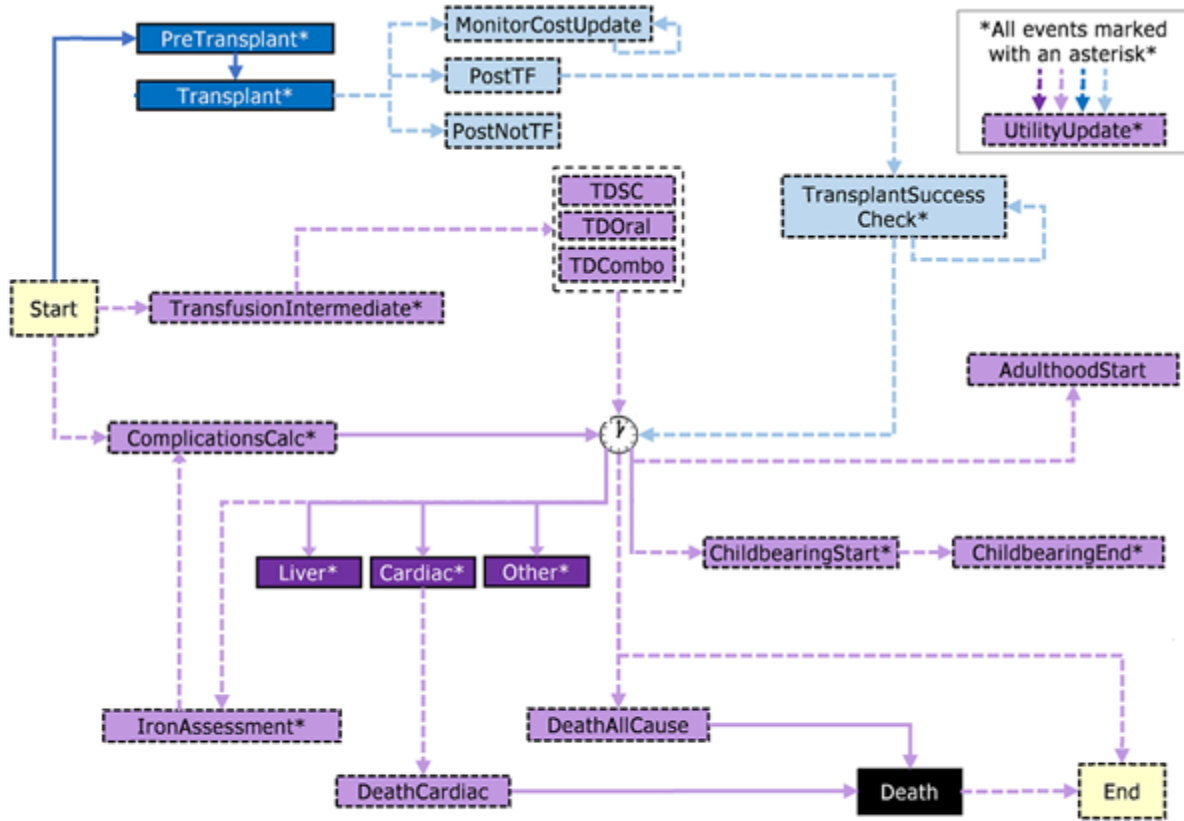 PreTransplant*
Transplant*
MonitorCostUpdate
PostTF
PostNotTF
*All events marked
with an asterisk*
UtilityUpdate*
TDSC
TDOral
TDCombo
TransplantSuccess
Check*
Start
TransfusionIntermediate*
AdulthoodStart
ComplicationsCalc*
Liver*
Cardiac*
Other*
ChildbearingStart*
ChildbearingEnd*
IronAssessment*
DeathAllCause
DeathCardiac
Death
End